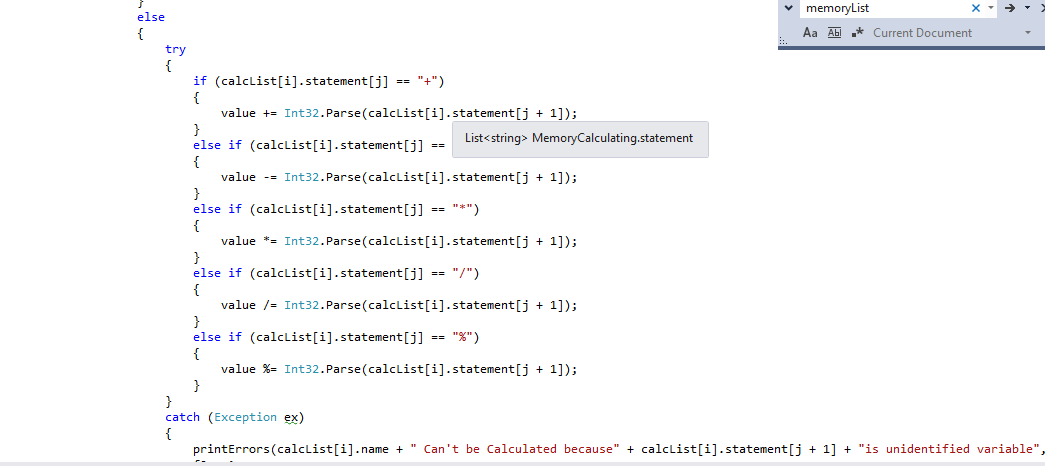 memoryList
Aa Abl .* Current Document
}
else
{
try
{
if (calcList[i].statement[j] == "+")
{
value += Int32.Parse(calcList[i].statement[j + 1]);
}
List<string> MemoryCalculating.statement
else if (calcList[i].statement[j] ==
{
value -= Int32.Parse(calcList[i].statement[j + 1]);
}
else if (calcList[i].statement[j] == "*")
{
value *= Int32.Parse(calcList[i].statement[j + 1]);
}
else if (calcList[i].statement[j] == "/")
{
value /= Int32.Parse(calcList[i].statement[j + 1]);
}
else if (calcList[i].statement[j] == "%")
{
value %= Int32.Parse(calcList[i].statement[j + 1]);
}
}
catch (Exception ex)
{
printErrors(calcList[i].name + " Can't be Calculated because" + calcList[i].statement[j + 1] + "is unidentified variable",